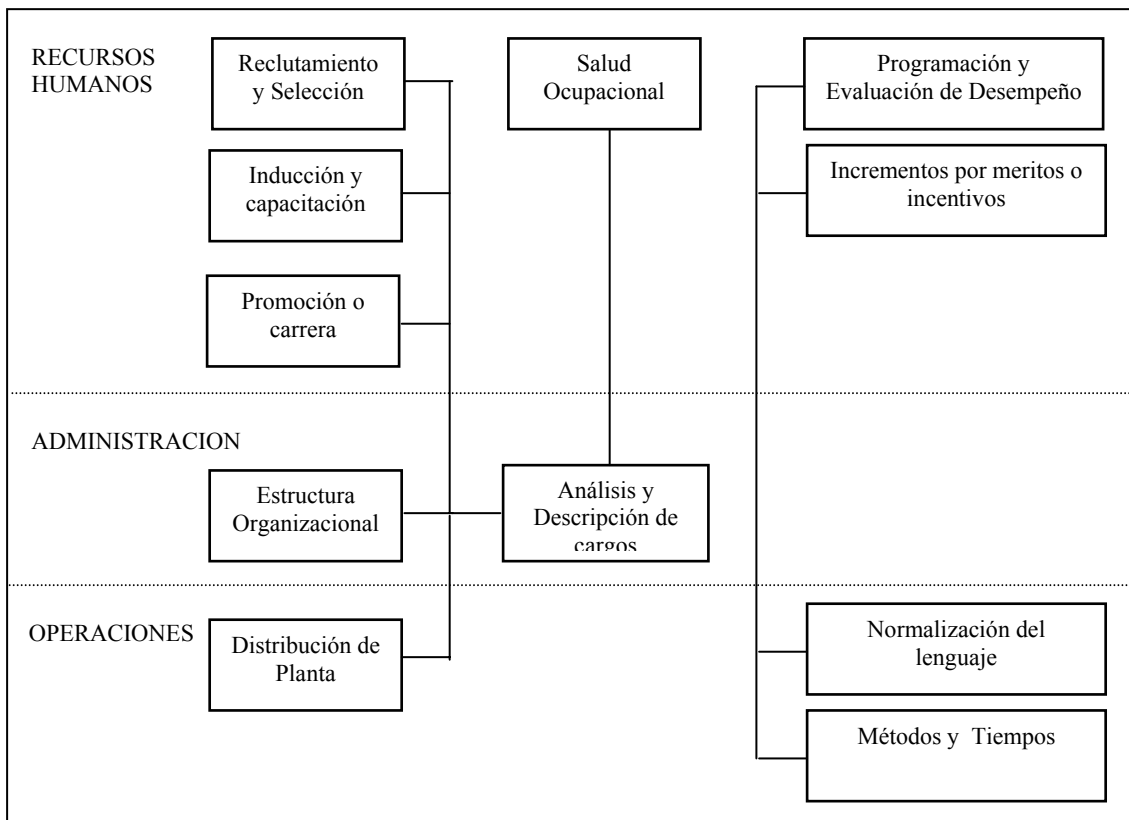 RECURSOS
HUMANOS
Reclutamiento
y Selección
Salud
Ocupacional
Programación y
Evaluación de Desempeño
Inducción y
capacitación
Incrementos por meritos o
incentivos
Promoción o
carrera
ADMINISTRACION
Estructura
Organizacional
Análisis y
Descripción de
cargos
OPERACIONES
Distribución de
Planta
Normalización del
lenguaje
Métodos y Tiempos